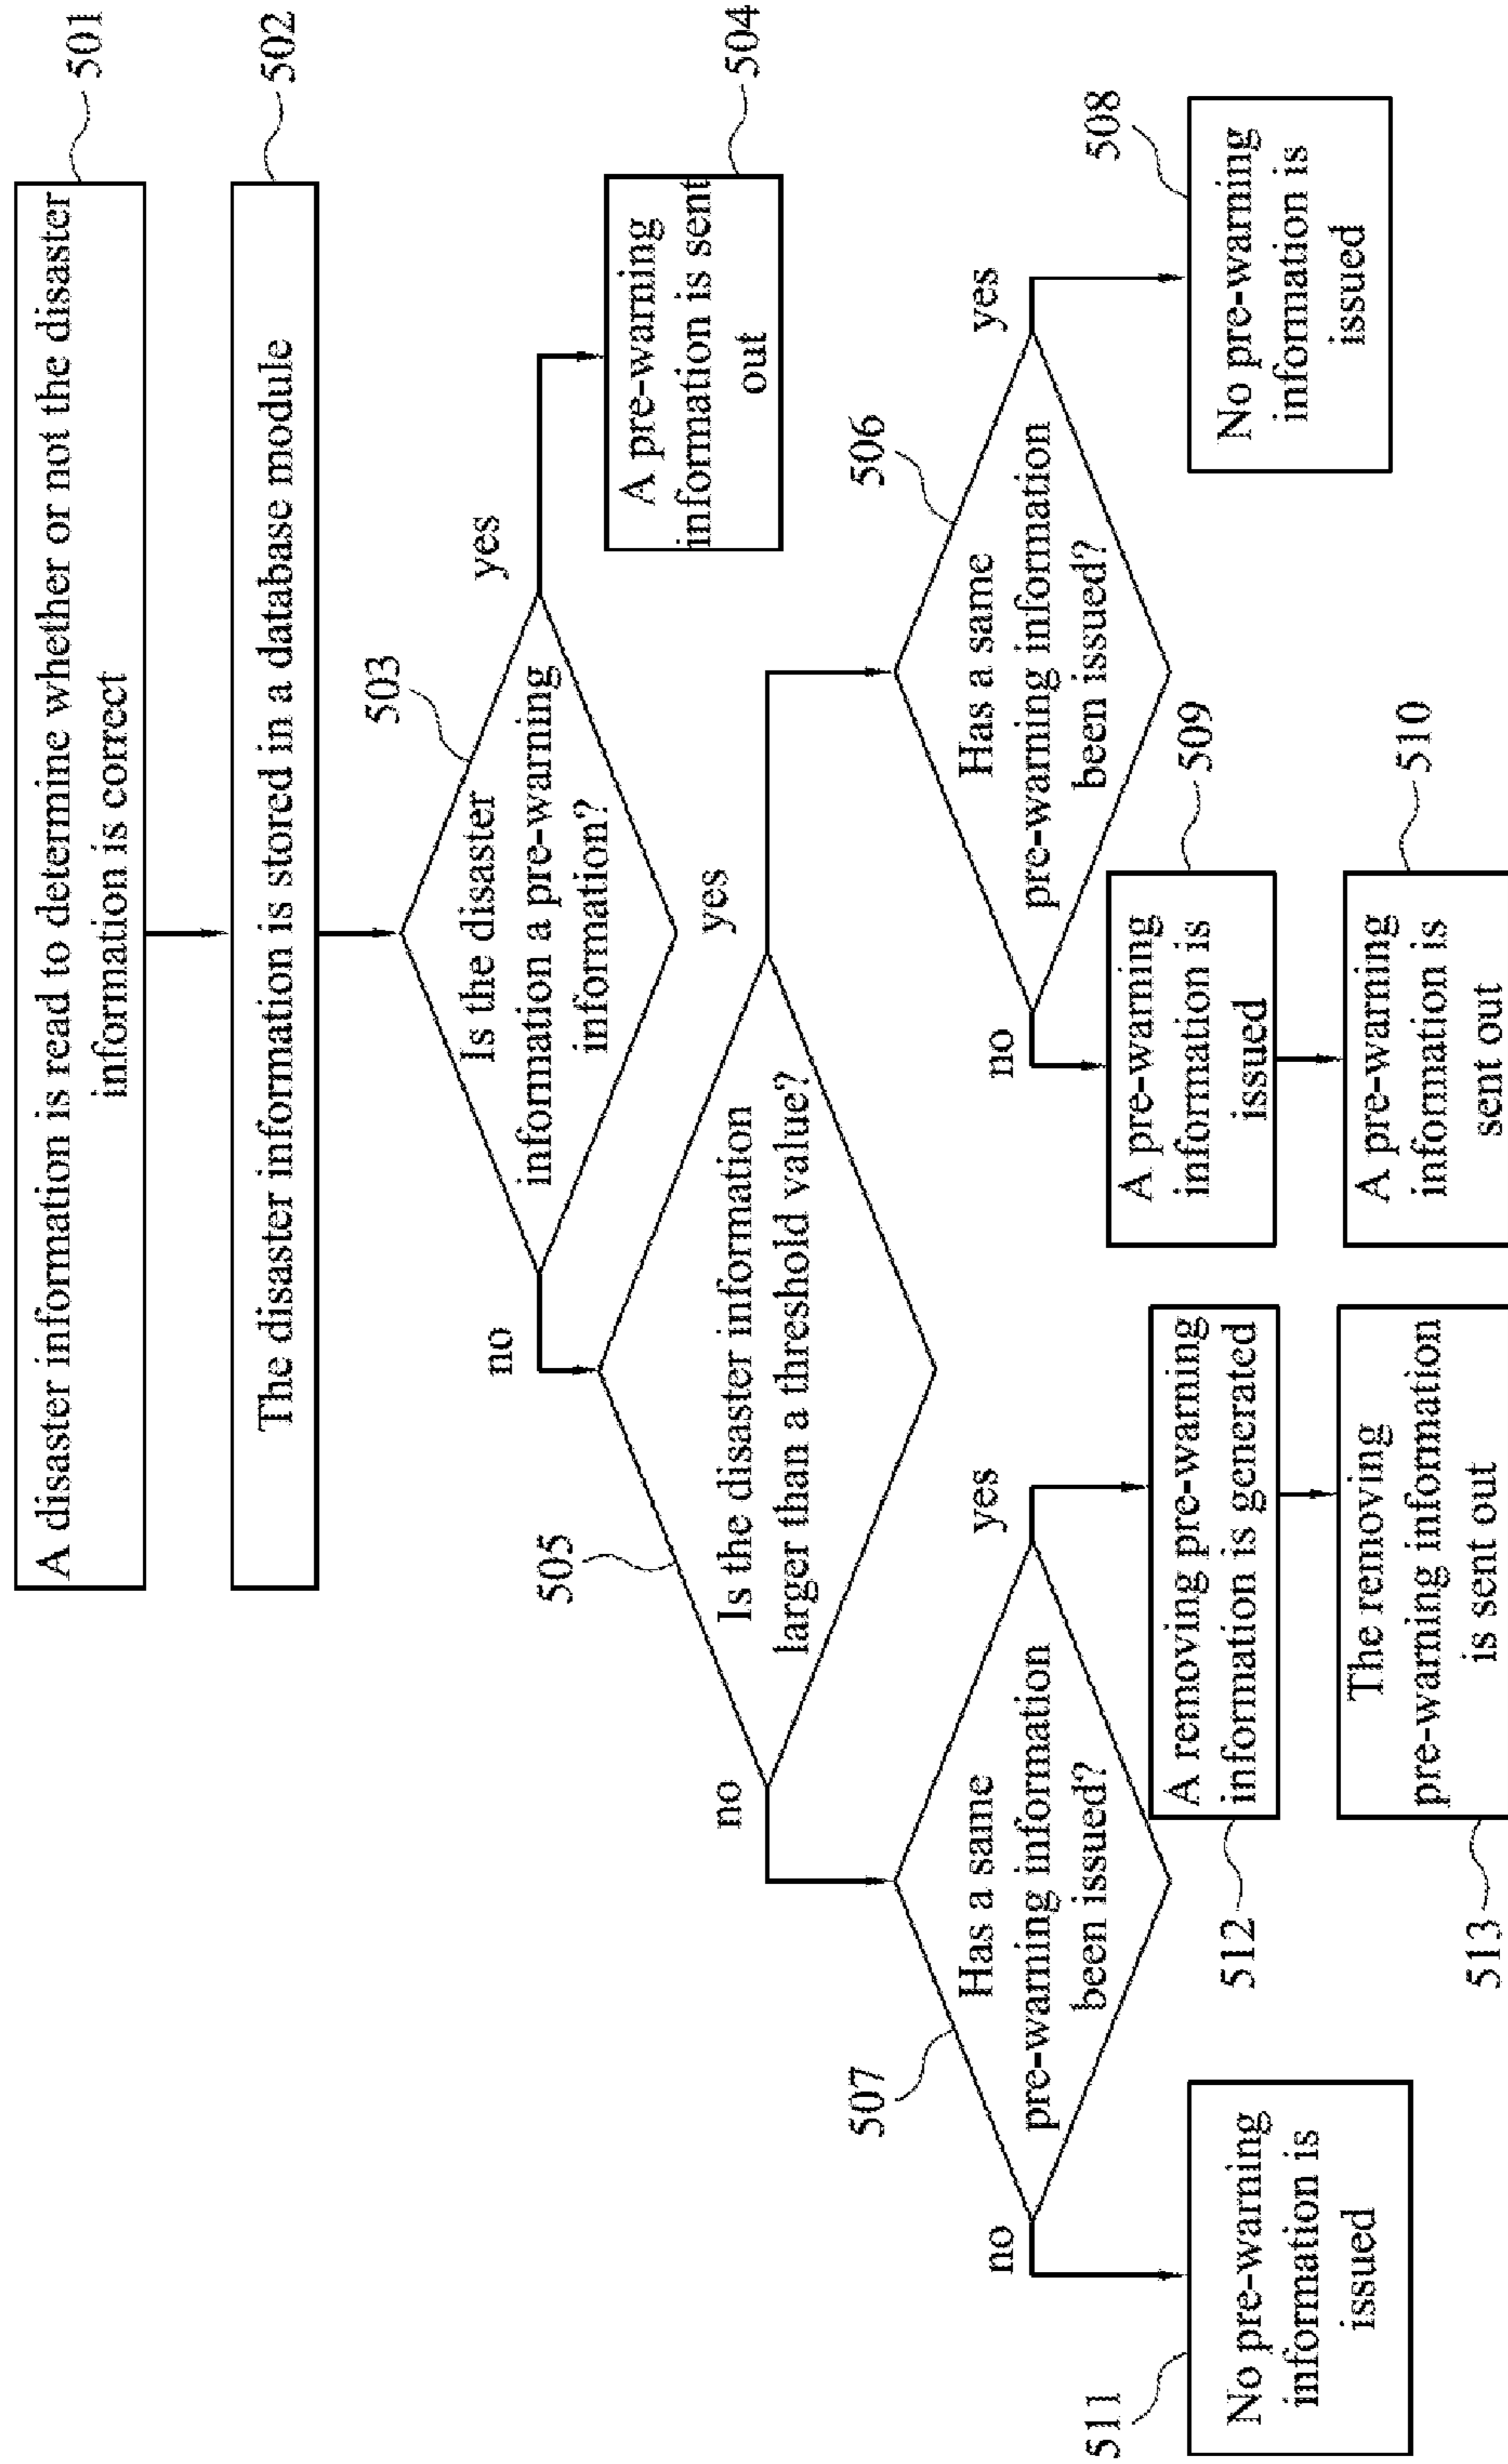 A disaster information is read to determine whether or not the disaster
information is correct
501
The disaster information is stored in a database module
502
503
Is the disaster
information a pre-warning
information?
yes
no
A pre-warning
information is sent
out
504
505
Is the disaster information
larger than a threshold value?
yes
no
506
Has a same
pre-warning information
been issued?
yes
no
508
No pre-warning
information is
issued
509
A pre-warning
information is
issued
510
A pre-warning
information is
sent out
507
Has a same
pre-warning information
been issued?
yes
no
512
A removing pre-warning
information is generated
513
The removing
pre-warning information
is sent out
511
No pre-warning
information is
issued